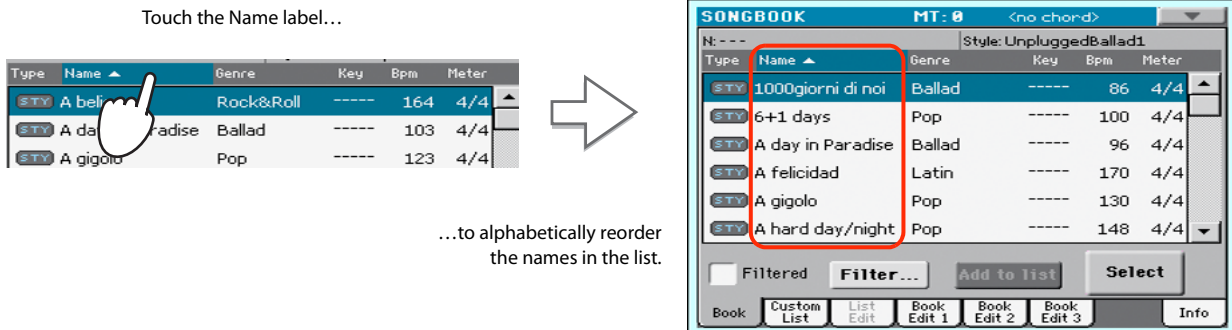 Touch the Name label…
Type Name Genre Key Bpm Meter
STY A beli Rock&Roll ----- 164 4/4
STY A da radise Ballad ----- 103 4/4
STY A gigolo Pop ----- 123 4/4
…to alphabetically reorder
the names in the list.
SONGBOOK MT: 0 <no chord>
N: --- Style: UnpluggedBallad1
Type Name Genre Key Bpm Meter
STY 1000giorni di noi Ballad ----- 86 4/4
STY 6+1 days Pop ----- 100 4/4
STY A day in Paradise Ballad ----- 96 4/4
STY A felicidad Latin ----- 170 4/4
STY A gigolo Pop ----- 130 4/4
STY A hard day/night Pop ----- 148 4/4
Filtered Filter... Add to list Select
Book Custom List List Edit Book Edit 1 Book Edit 2 Book Edit 3 Info